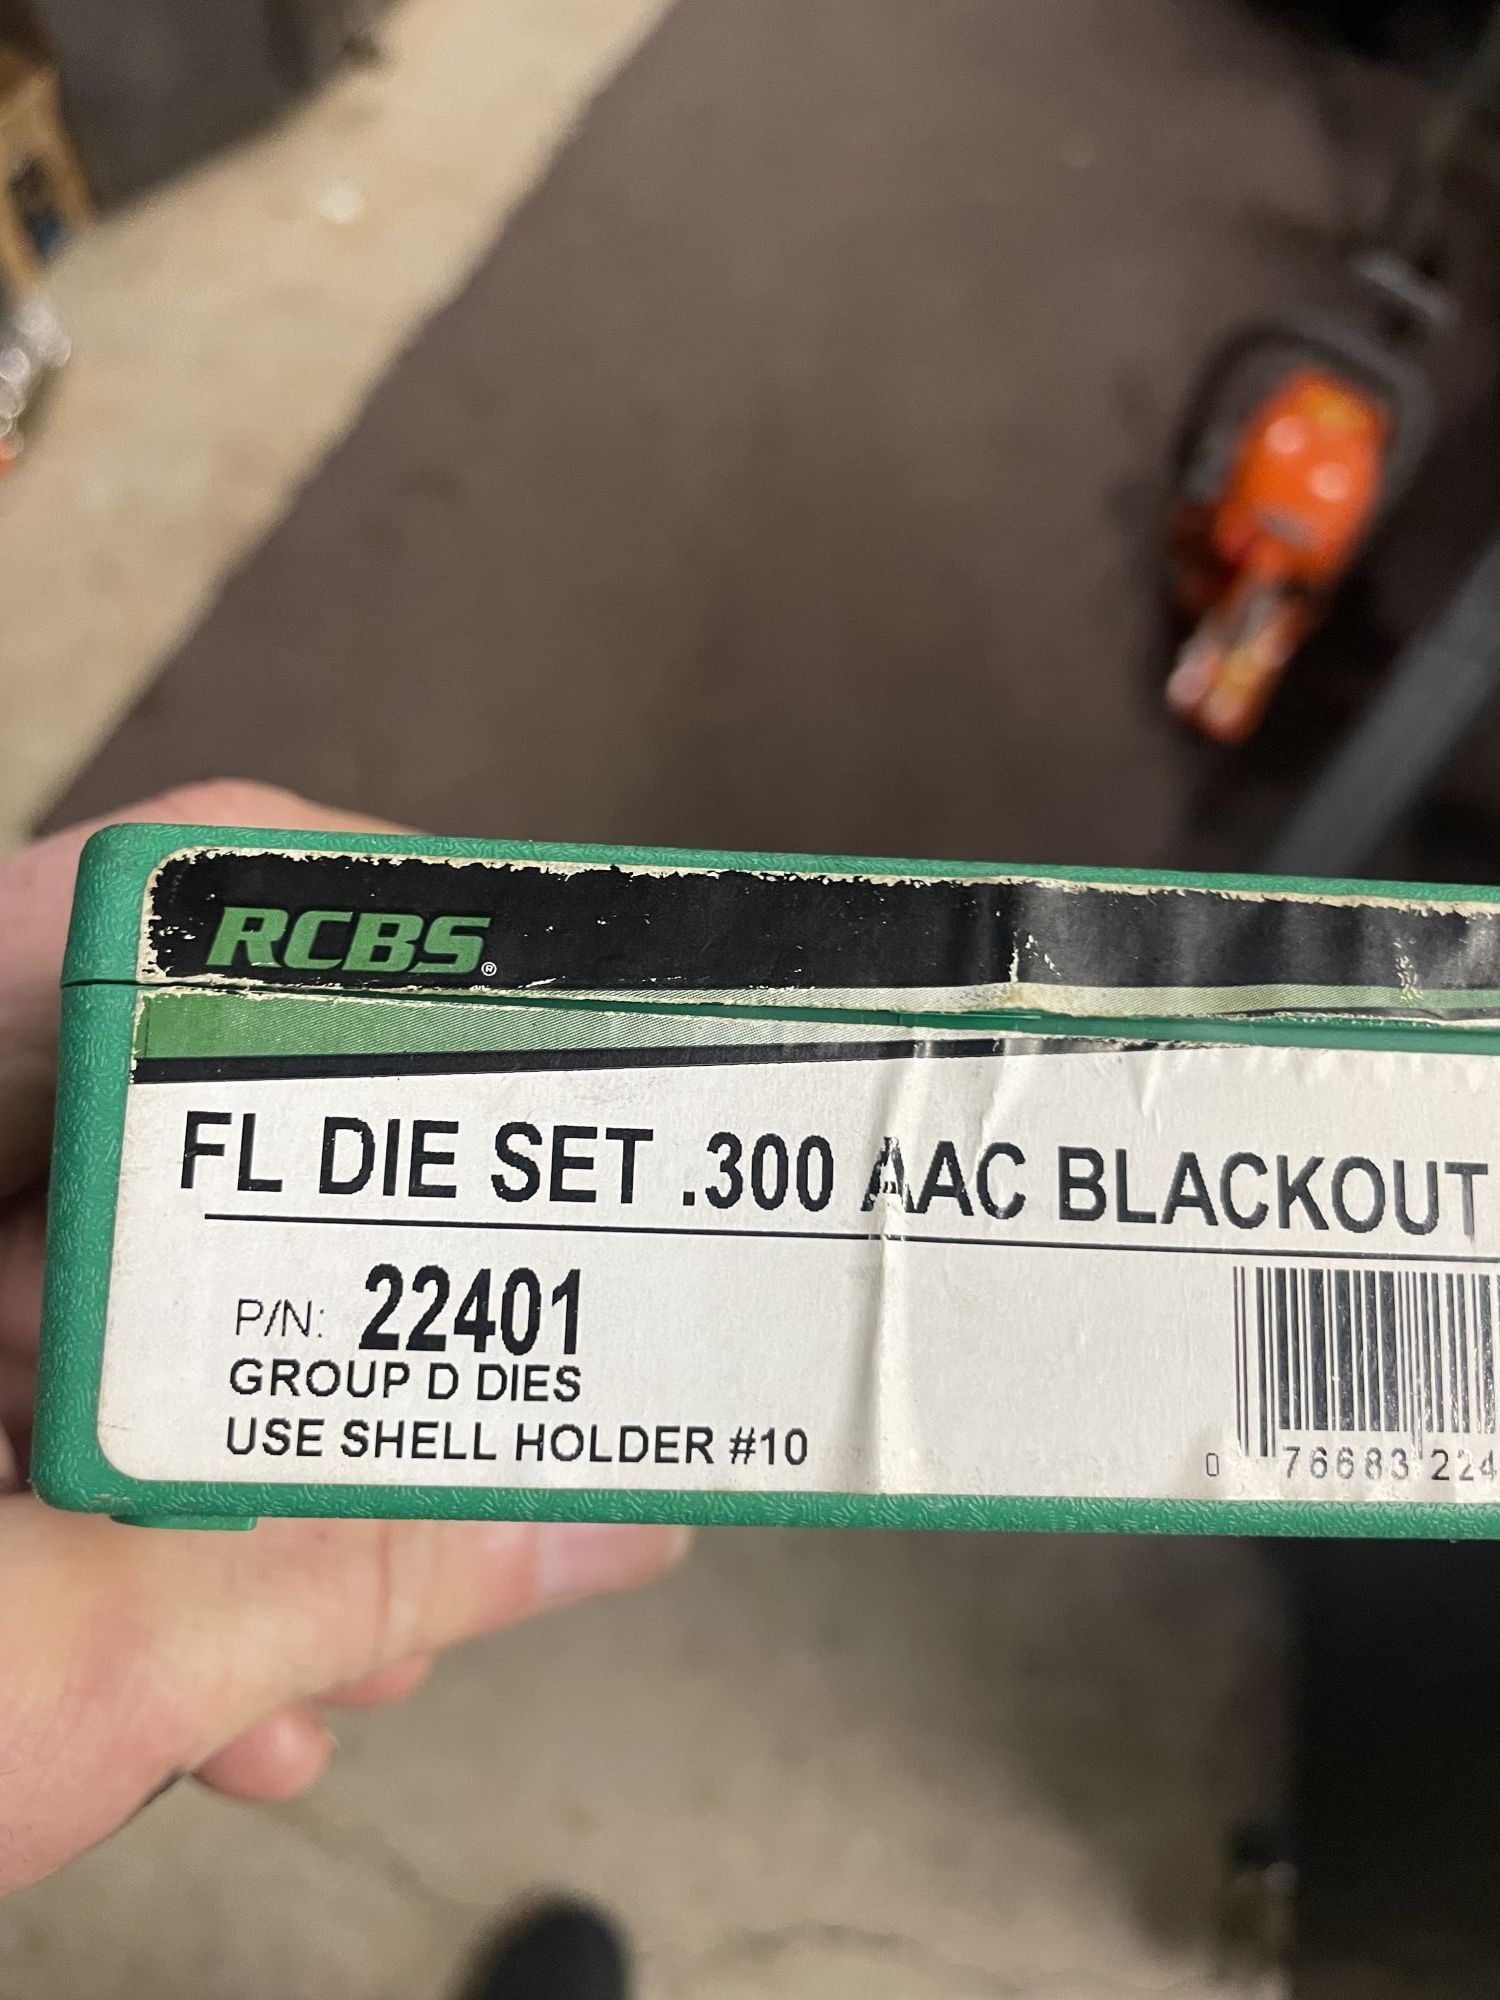 RCBS®
FL DIE SET .300 AAC BLACKOUT
P/N: 22401
GROUP D DIES
USE SHELL HOLDER #10
0 76683 224